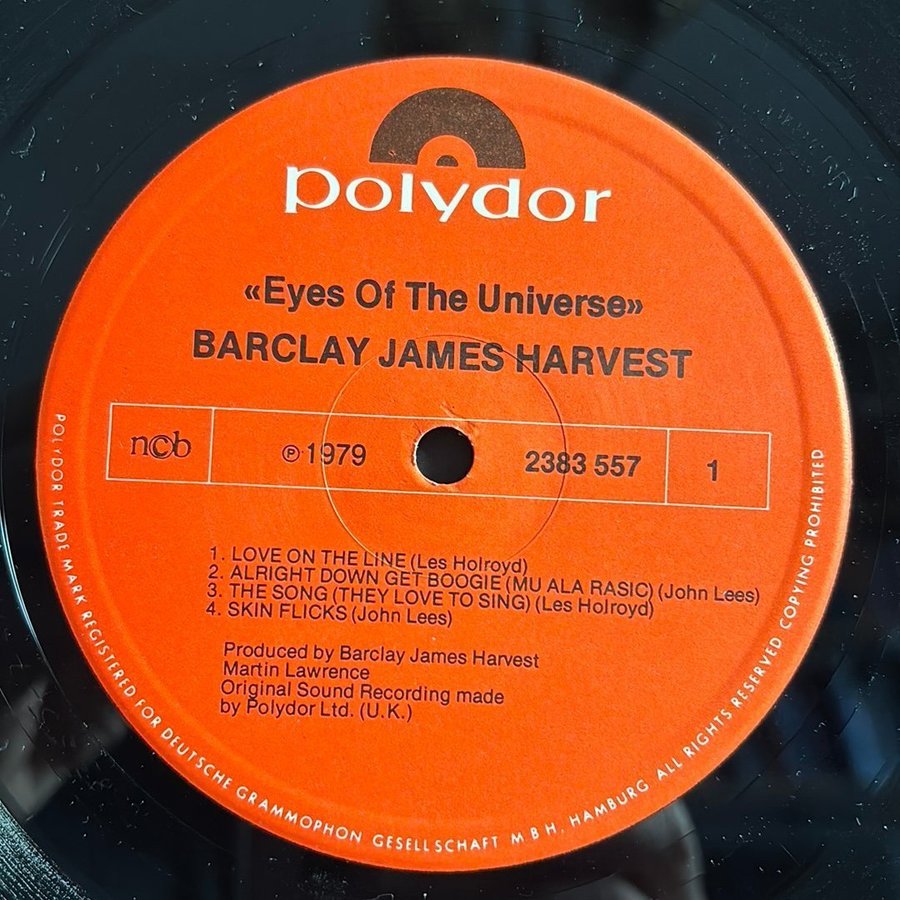 polydor
«Eyes Of The Universe»
BARCLAY JAMES HARVEST
ncb
℗ 1979
2383 557
1
1. LOVE ON THE LINE (Les Holroyd)
2. ALRIGHT DOWN GET BOOGIE (MU ALA RASIC) (John Lees)
3. THE SONG (THEY LOVE TO SING) (Les Holroyd)
4. SKIN FLICKS (John Lees)
Produced by Barclay James Harvest
Martin Lawrence
Original Sound Recording made
by Polydor Ltd. (U.K.)
POLYDOR TRADE MARK REGISTERED FOR DEUTSCHE GRAMMOPHON GESELLSCHAFT M B H, HAMBURG ALL RIGHTS RESERVED COPYING PROHIBITED